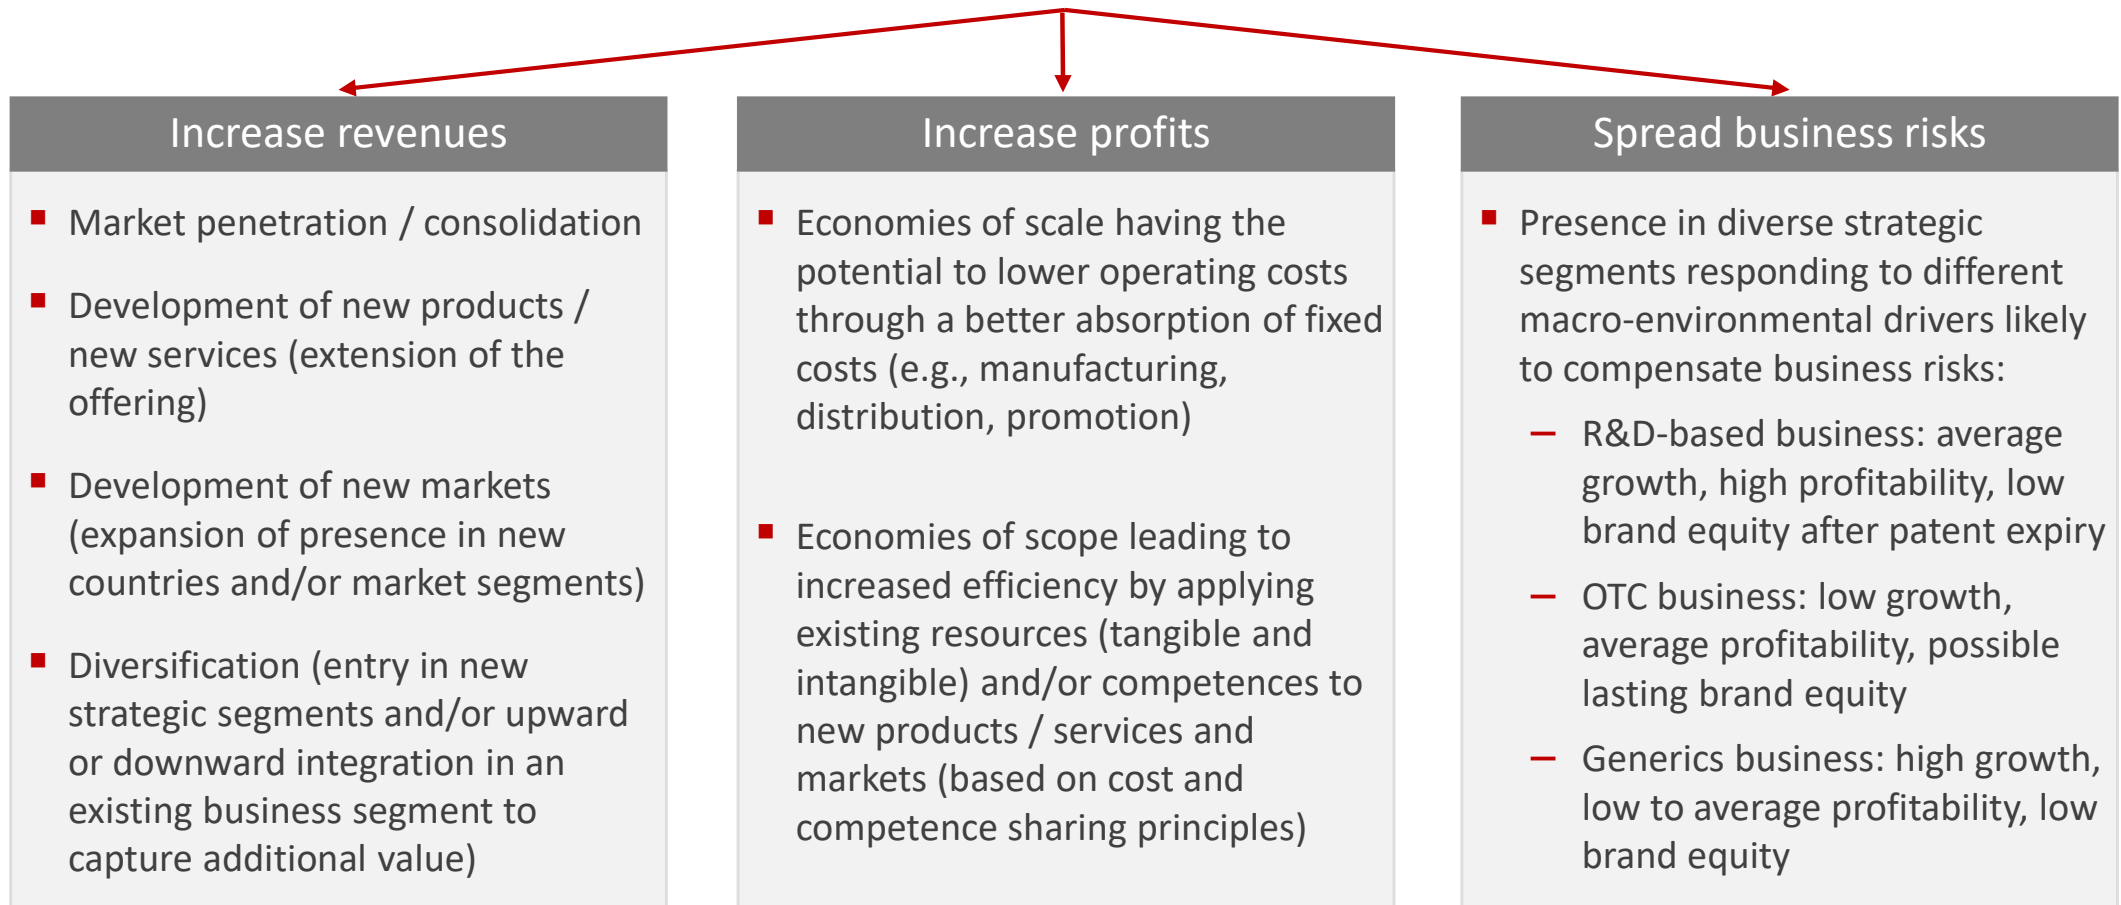 Increase revenues
▪ Market penetration / consolidation
▪ Development of new products /
new services (extension of the
offering)
▪ Development of new markets
(expansion of presence in new
countries and/or market segments)
▪ Diversification (entry in new
strategic segments and/or upward
or downward integration in an
existing business segment to
capture additional value)
Increase profits
▪ Economies of scale having the
potential to lower operating costs
through a better absorption of fixed
costs (e.g., manufacturing,
distribution, promotion)
▪ Economies of scope leading to
increased efficiency by applying
existing resources (tangible and
intangible) and/or competences to
new products / services and
markets (based on cost and
competence sharing principles)
Spread business risks
▪ Presence in diverse strategic
segments responding to different
macro-environmental drivers likely
to compensate business risks:
– R&D-based business: average
growth, high profitability, low
brand equity after patent expiry
– OTC business: low growth,
average profitability, possible
lasting brand equity
– Generics business: high growth,
low to average profitability, low
brand equity